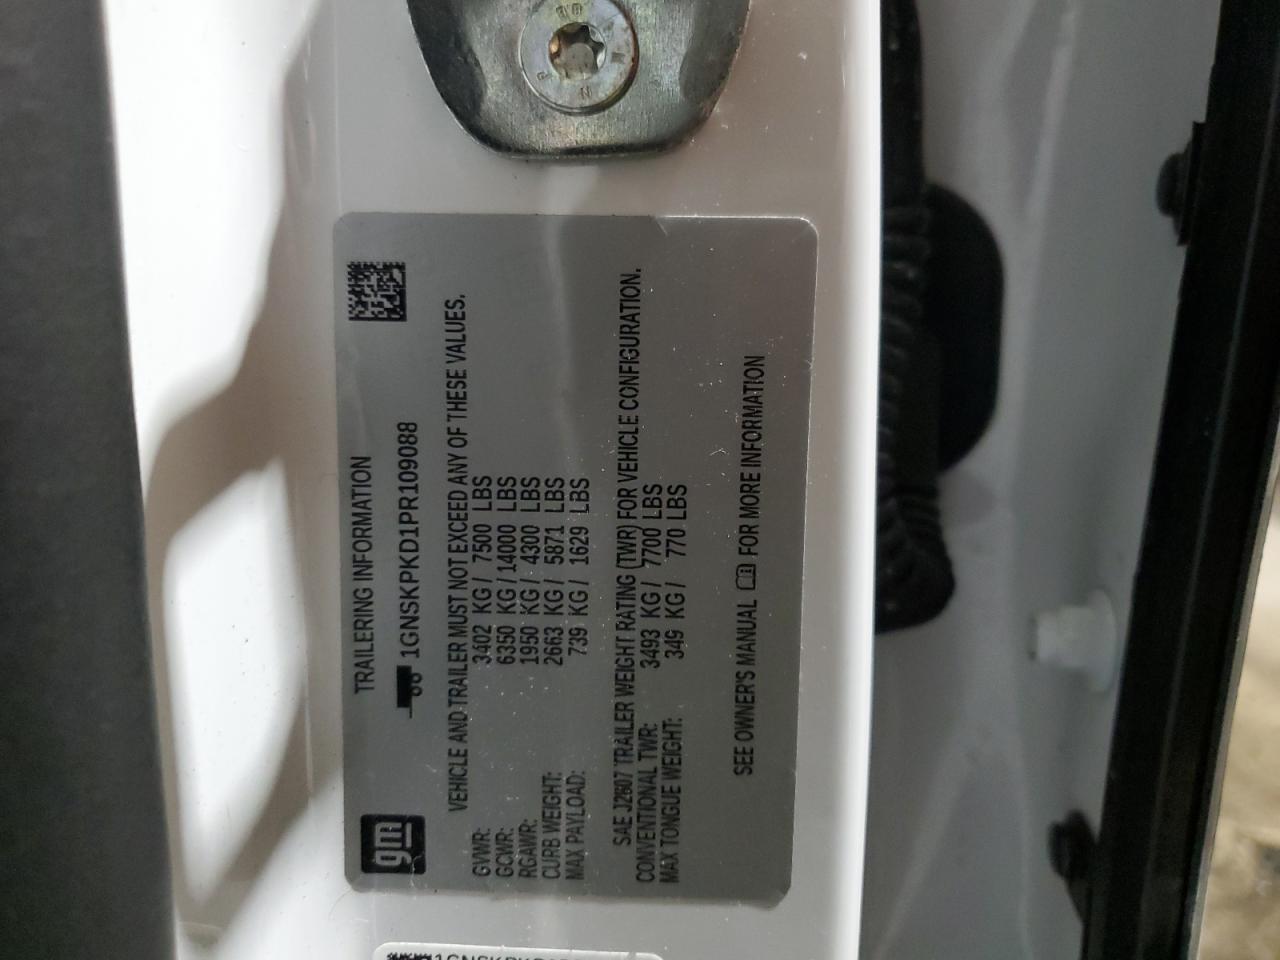 TRAILERING INFORMATION
gm
1GNSKPKD1PR109088
VEHICLE AND TRAILER MUST NOT EXCEED ANY OF THESE VALUES.
GVWR: 3402 KG / 7500 LBS
GCWR: 6350 KG / 14000 LBS
RGAWR: 1950 KG / 4300 LBS
CURB WEIGHT: 2663 KG / 5871 LBS
MAX PAYLOAD: 739 KG / 1629 LBS
SAE J2807 TRAILER WEIGHT RATING (TWR) FOR VEHICLE CONFIGURATION.
CONVENTIONAL TWR: 3493 KG / 7700 LBS
MAX TONGUE WEIGHT: 349 KG / 770 LBS
SEE OWNER'S MANUAL FOR MORE INFORMATION